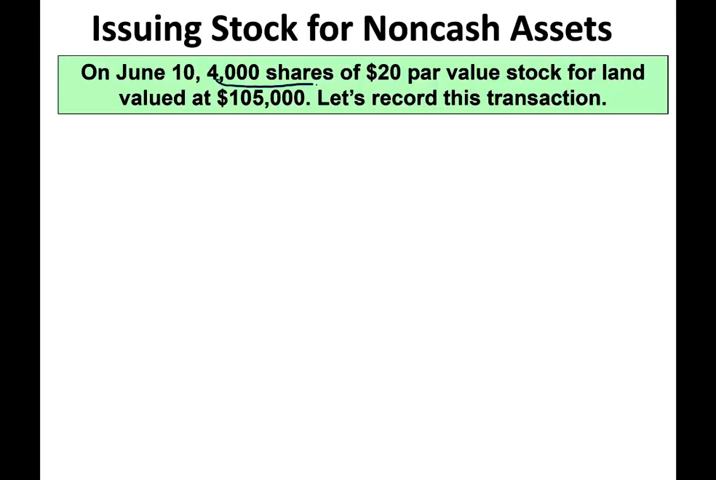 Issuing Stock for Noncash Assets
On June 10, 4,000 shares of $20 par value stock for land
valued at $105,000. Let’s record this transaction.